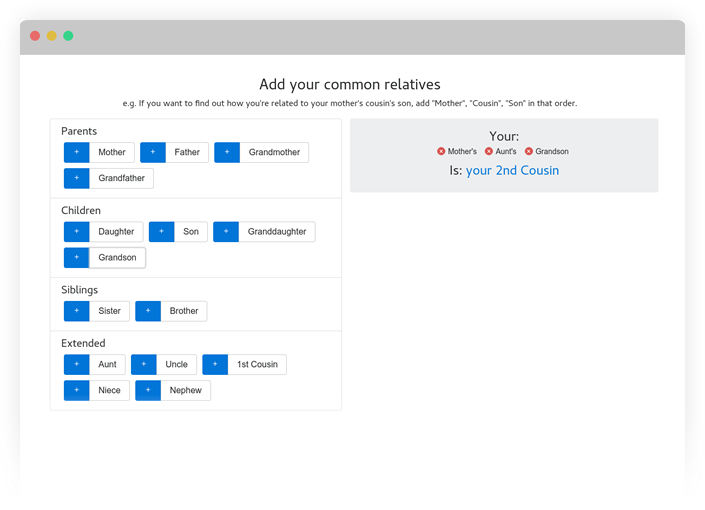 Add your common relatives
e.g. If you want to find out how you're related to your mother's cousin's son, add "Mother", "Cousin", "Son" in that order.
Parents
+ Mother + Father + Grandmother
+ Grandfather
Children
+ Daughter + Son + Granddaughter
+ Grandson
Siblings
+ Sister + Brother
Extended
+ Aunt + Uncle + 1st Cousin
+ Niece + Nephew
Your:
Mother's Aunt's Grandson
Is: your 2nd Cousin